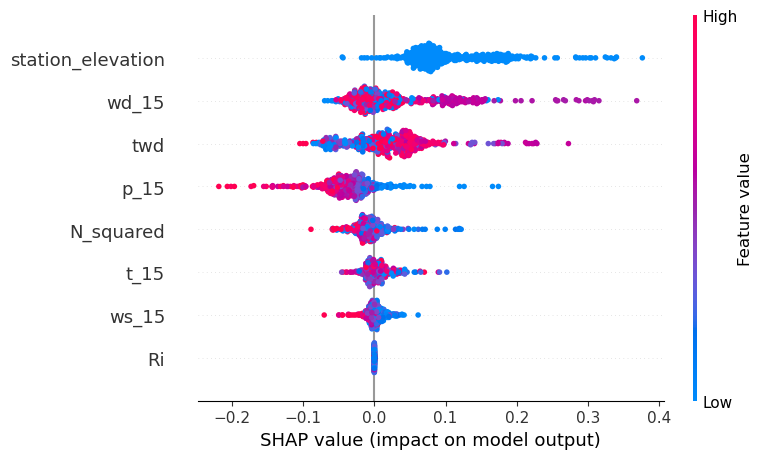 High
station_elevation
wd_15
twd
p_15
N_squared
t_15
ws_15
Ri
Feature value
Low
−0.2 −0.1 0.0 0.1 0.2 0.3 0.4
SHAP value (impact on model output)